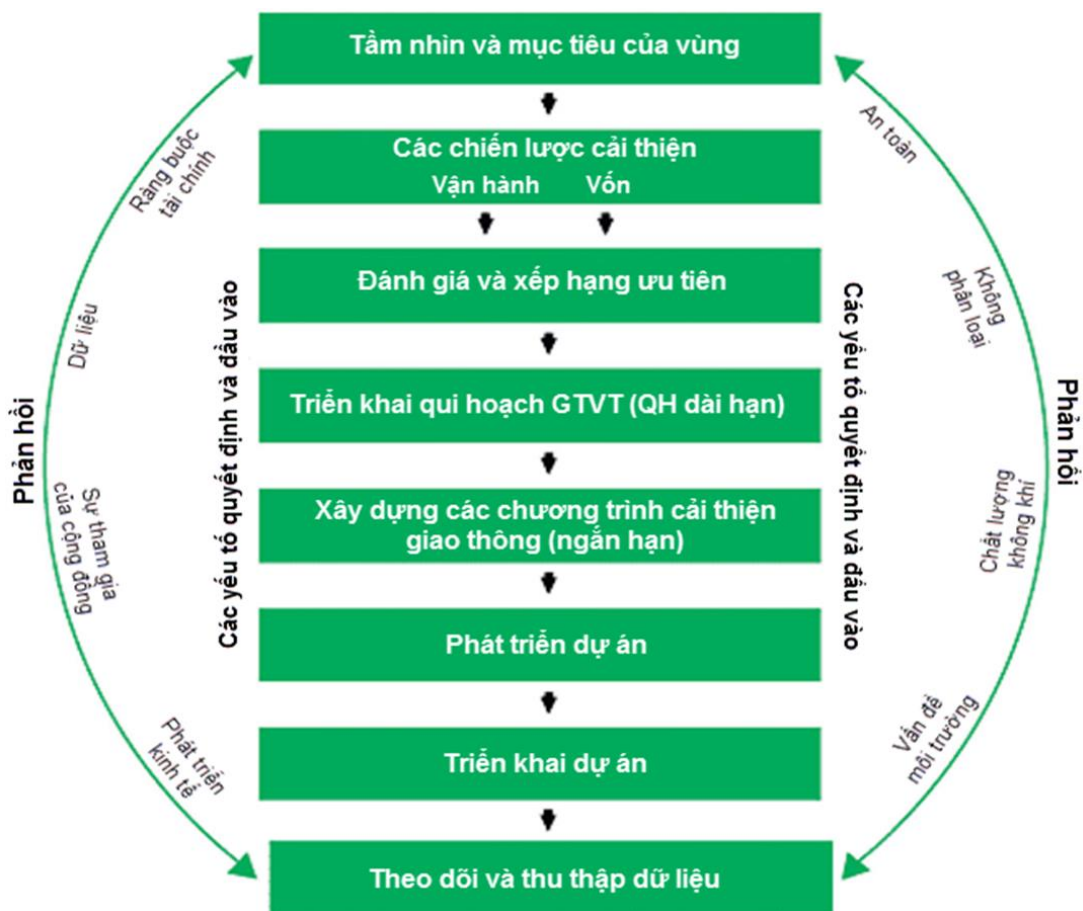 Tầm nhìn và mục tiêu của vùng
Các chiến lược cải thiện
Vận hành Vốn
Đánh giá và xếp hạng ưu tiên
Triển khai qui hoạch GTVT (QH dài hạn)
Xây dựng các chương trình cải thiện
giao thông (ngắn hạn)
Phát triển dự án
Triển khai dự án
Theo dõi và thu thập dữ liệu
Phản hồi
Ràng buộc
tài chính
Dữ liệu
Sự tham gia
của cộng đồng
Phát triển
kinh tế
Các yếu tố quyết định và đầu vào
Các yếu tố quyết định và đầu vào
An toàn
Không
phân loại
Chất lượng
không khí
Vấn đề
môi trường
Phản hồi